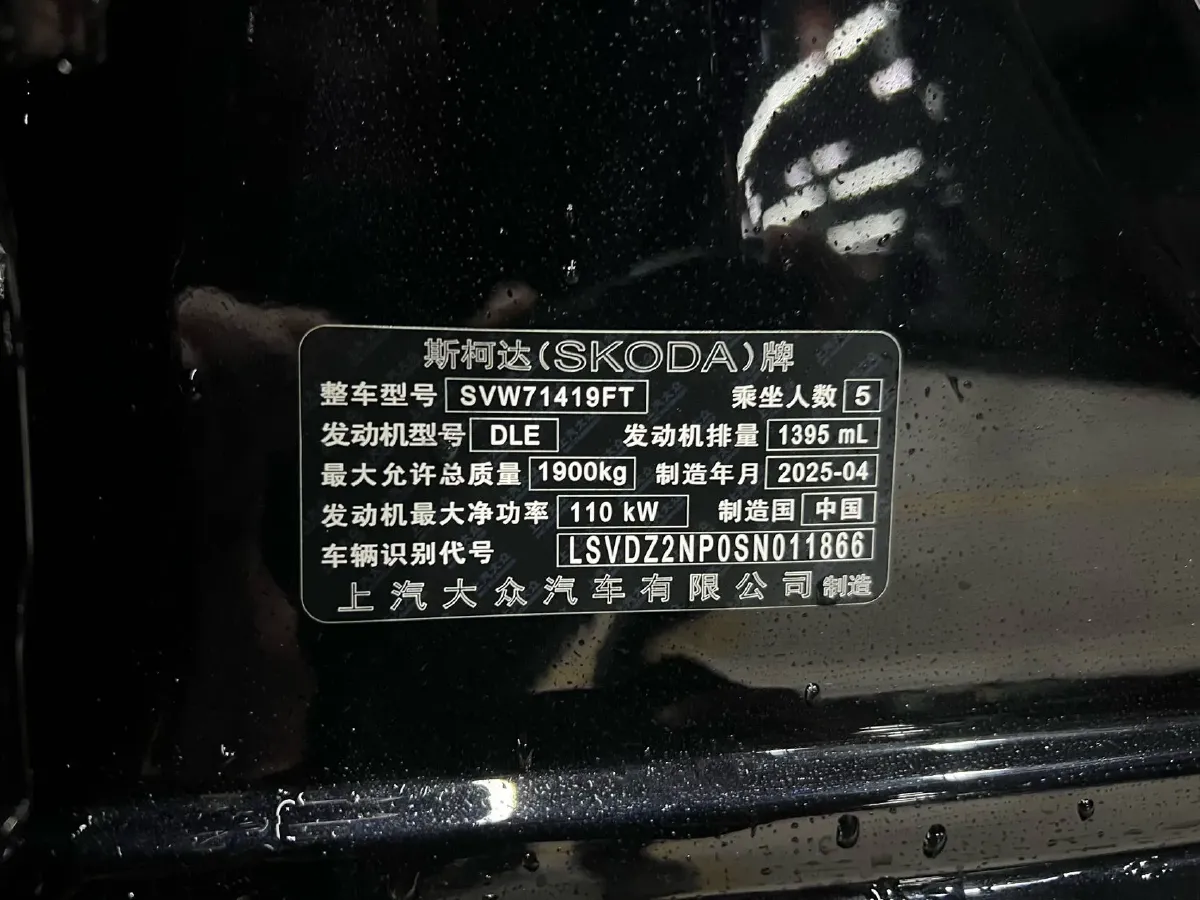 斯柯达(SKODA)牌
整车型号 SVW71419FT 乘坐人数 5
发动机型号 DLE 发动机排量 1395 mL
最大允许总质量 1900kg 制造年月 2025-04
发动机最大净功率 110 kW 制造国 中国
车辆识别代号 LSVDZ2NP0SN011866
上汽大众汽车有限公司制造